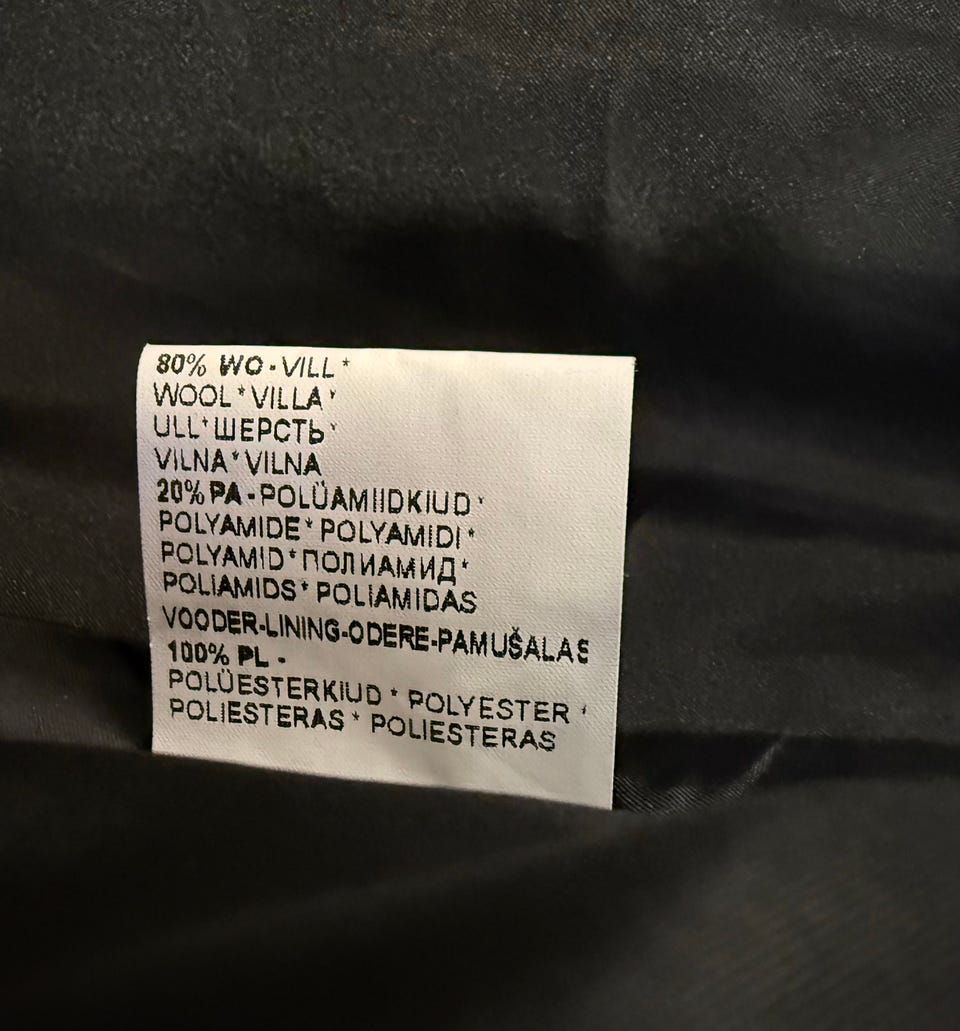 80% WO-VILL*
WOOL*VILLA*
ULL*ШЕРСТЬ*
VILNA*VILNA
20% PA-POLÜAMIIDKIUD*
POLYAMIDE* POLYAMIDI*
POLYAMID*ПОЛИАМИД*
POLIAMIDS* POLIAMIDAS
VOODER-LINING-ODERE-PAMUŠALAS
100% PL -
POLÜESTERKIUD * POLYESTER *
POLIESTERAS * POLIESTERAS